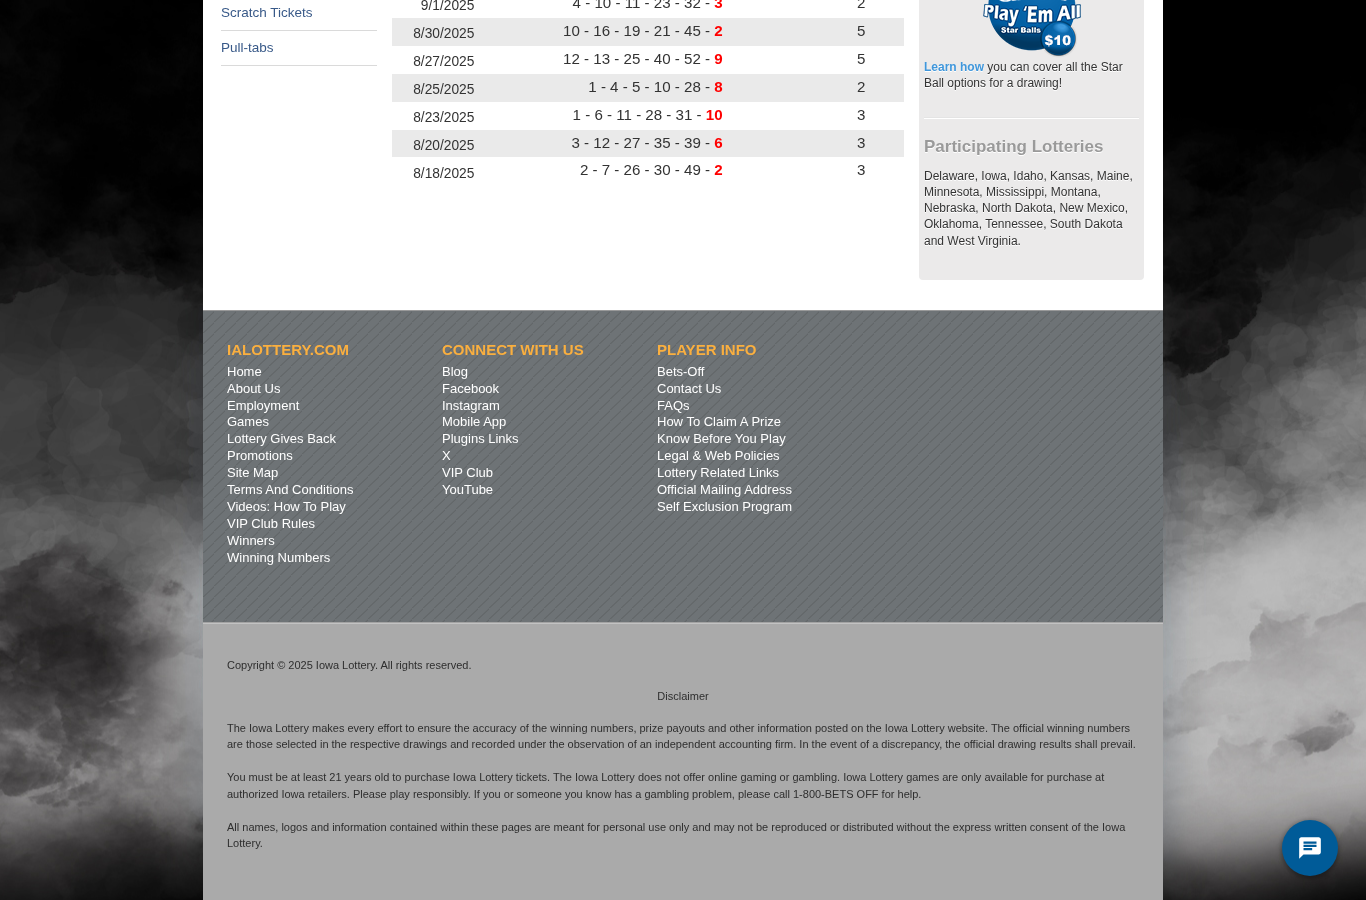 Scratch Tickets
Pull-tabs
9/1/2025 4 - 10 - 11 - 23 - 32 - 3 2
8/30/2025 10 - 16 - 19 - 21 - 45 - 2 5
8/27/2025 12 - 13 - 25 - 40 - 52 - 9 5
8/25/2025 1 - 4 - 5 - 10 - 28 - 8 2
8/23/2025 1 - 6 - 11 - 28 - 31 - 10 3
8/20/2025 3 - 12 - 27 - 35 - 39 - 6 3
8/18/2025 2 - 7 - 26 - 30 - 49 - 2 3
Play 'Em All
Star Balls
$10
Learn how you can cover all the Star
Ball options for a drawing!
Participating Lotteries
Delaware, Iowa, Idaho, Kansas, Maine,
Minnesota, Mississippi, Montana,
Nebraska, North Dakota, New Mexico,
Oklahoma, Tennessee, South Dakota
and West Virginia.
IALOTTERY.COM
Home
About Us
Employment
Games
Lottery Gives Back
Promotions
Site Map
Terms And Conditions
Videos: How To Play
VIP Club Rules
Winners
Winning Numbers
CONNECT WITH US
Blog
Facebook
Instagram
Mobile App
Plugins Links
X
VIP Club
YouTube
PLAYER INFO
Bets-Off
Contact Us
FAQs
How To Claim A Prize
Know Before You Play
Legal & Web Policies
Lottery Related Links
Official Mailing Address
Self Exclusion Program
Copyright © 2025 Iowa Lottery. All rights reserved.
Disclaimer
The Iowa Lottery makes every effort to ensure the accuracy of the winning numbers, prize payouts and other information posted on the Iowa Lottery website. The official winning numbers
are those selected in the respective drawings and recorded under the observation of an independent accounting firm. In the event of a discrepancy, the official drawing results shall prevail.
You must be at least 21 years old to purchase Iowa Lottery tickets. The Iowa Lottery does not offer online gaming or gambling. Iowa Lottery games are only available for purchase at
authorized Iowa retailers. Please play responsibly. If you or someone you know has a gambling problem, please call 1-800-BETS OFF for help.
All names, logos and information contained within these pages are meant for personal use only and may not be reproduced or distributed without the express written consent of the Iowa
Lottery.